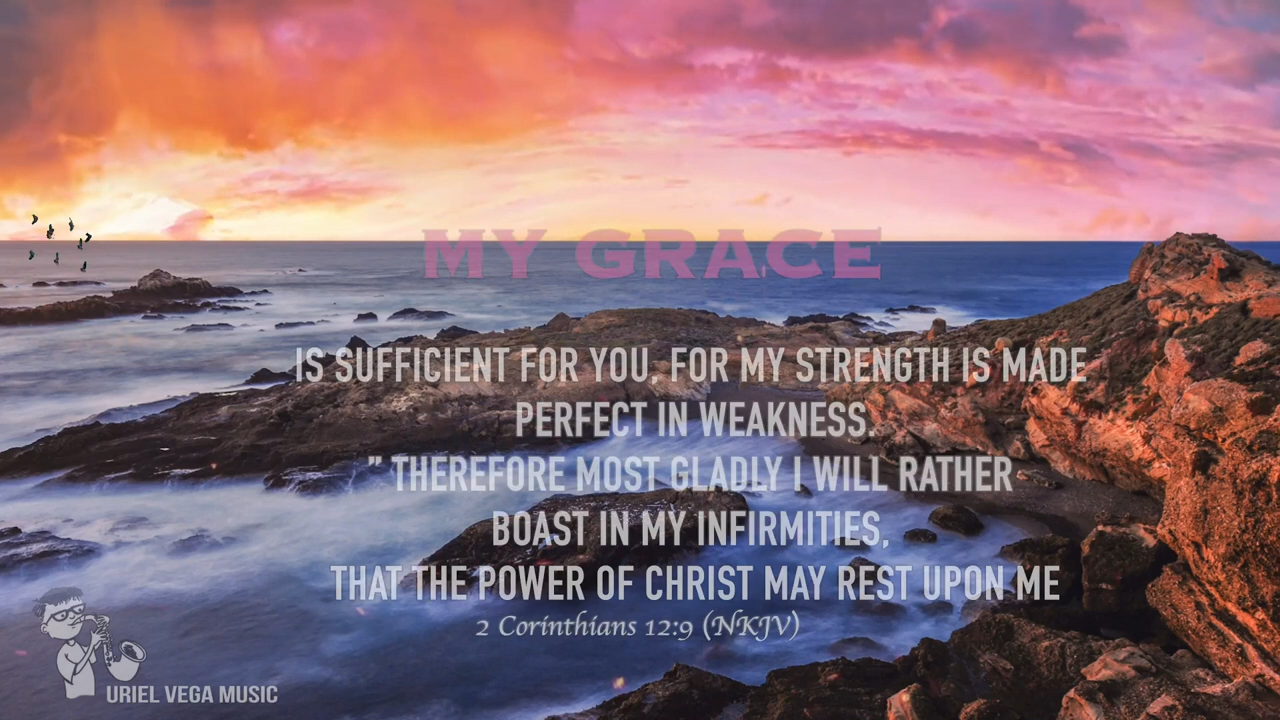 MY GRACE
IS SUFFICIENT FOR YOU, FOR MY STRENGTH IS MADE
PERFECT IN WEAKNESS.
” THEREFORE MOST GLADLY I WILL RATHER
BOAST IN MY INFIRMITIES,
THAT THE POWER OF CHRIST MAY REST UPON ME
2 Corinthians 12:9 (NKJV)
URIEL VEGA MUSIC